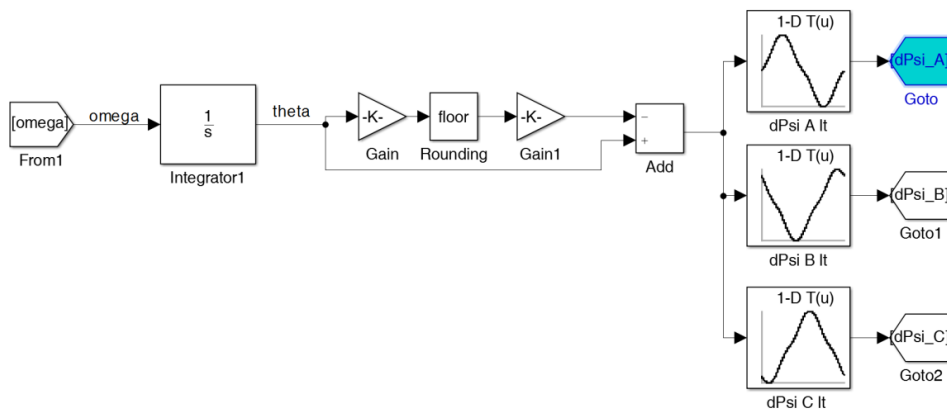 1-D T(u)
[dPsi_A]
Goto
dPsi A lt
[omega]
omega
From1
1
s
Integrator1
theta
-K-
Gain
floor
Rounding
-K-
Gain1
−
+
Add
1-D T(u)
[dPsi_B]
Goto1
dPsi B lt
1-D T(u)
[dPsi_C]
Goto2
dPsi C lt